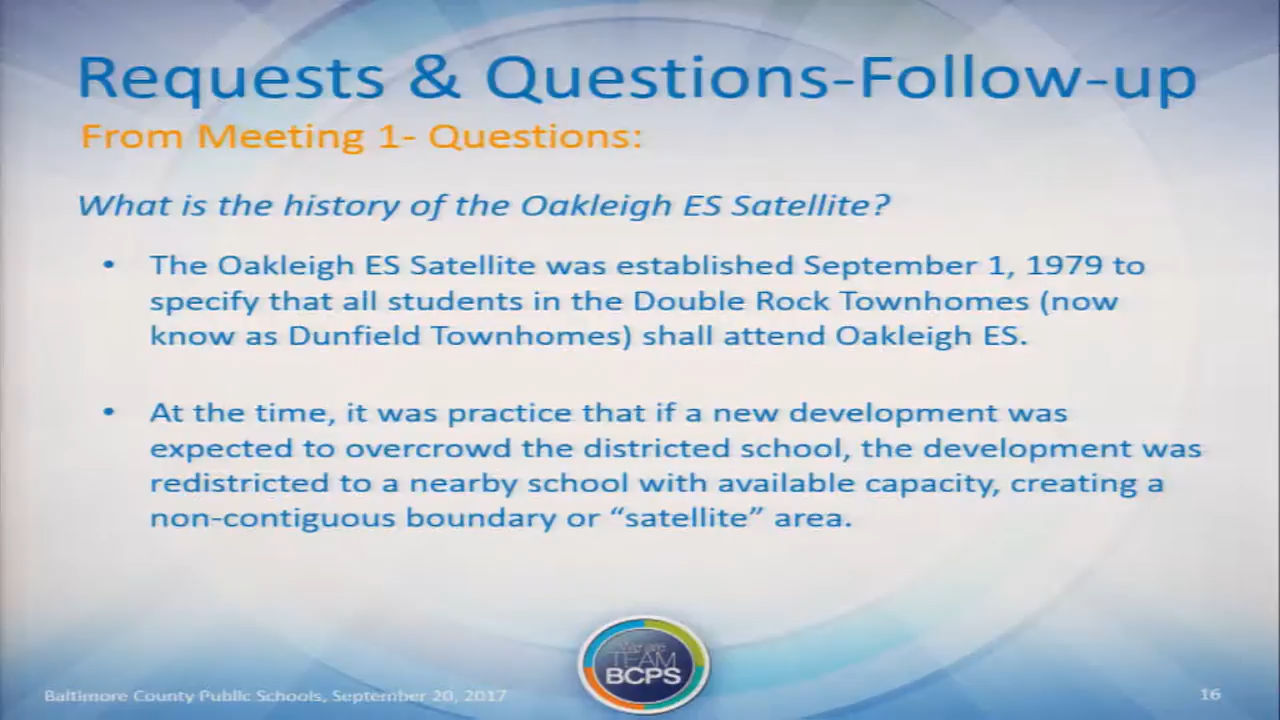 Requests & Questions-Follow-up
From Meeting 1- Questions:
What is the history of the Oakleigh ES Satellite?
• The Oakleigh ES Satellite was established September 1, 1979 to
specify that all students in the Double Rock Townhomes (now
know as Dunfield Townhomes) shall attend Oakleigh ES.
• At the time, it was practice that if a new development was
expected to overcrowd the districted school, the development was
redistricted to a nearby school with available capacity, creating a
non-contiguous boundary or “satellite” area.
We are
TEAM
BCPS
Baltimore County Public Schools, September 20, 2017
16